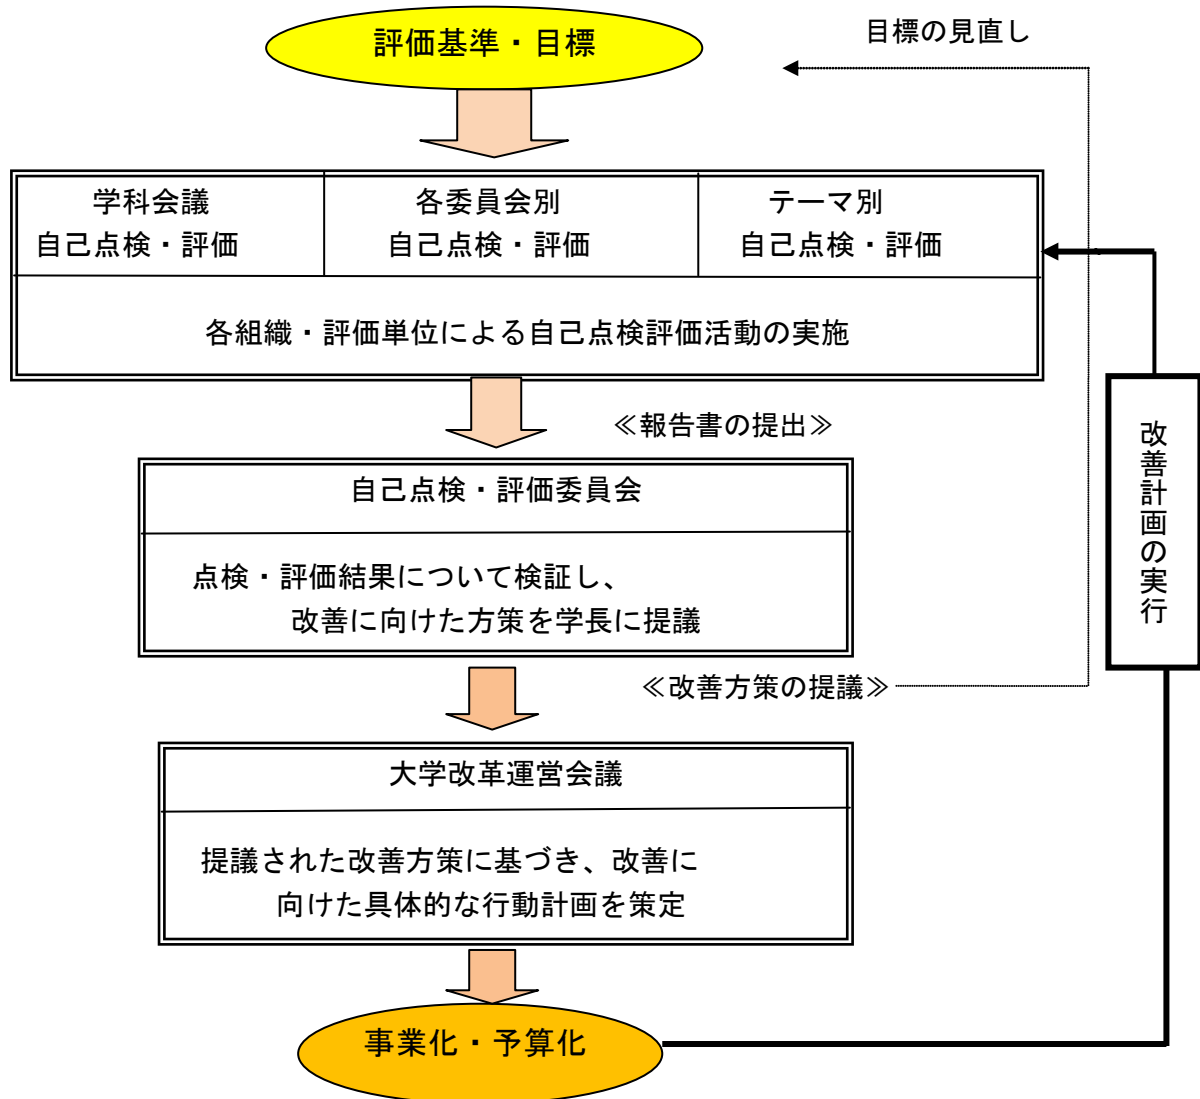 評価基準・目標
目標の見直し
学科会議
自己点検・評価
各委員会別
自己点検・評価
テーマ別
自己点検・評価
各組織・評価単位による自己点検評価活動の実施
≪報告書の提出≫
改善計画の実行
自己点検・評価委員会
点検・評価結果について検証し、
改善に向けた方策を学長に提議
≪改善方策の提議≫
大学改革運営会議
提議された改善方策に基づき、改善に
向けた具体的な行動計画を策定
事業化・予算化